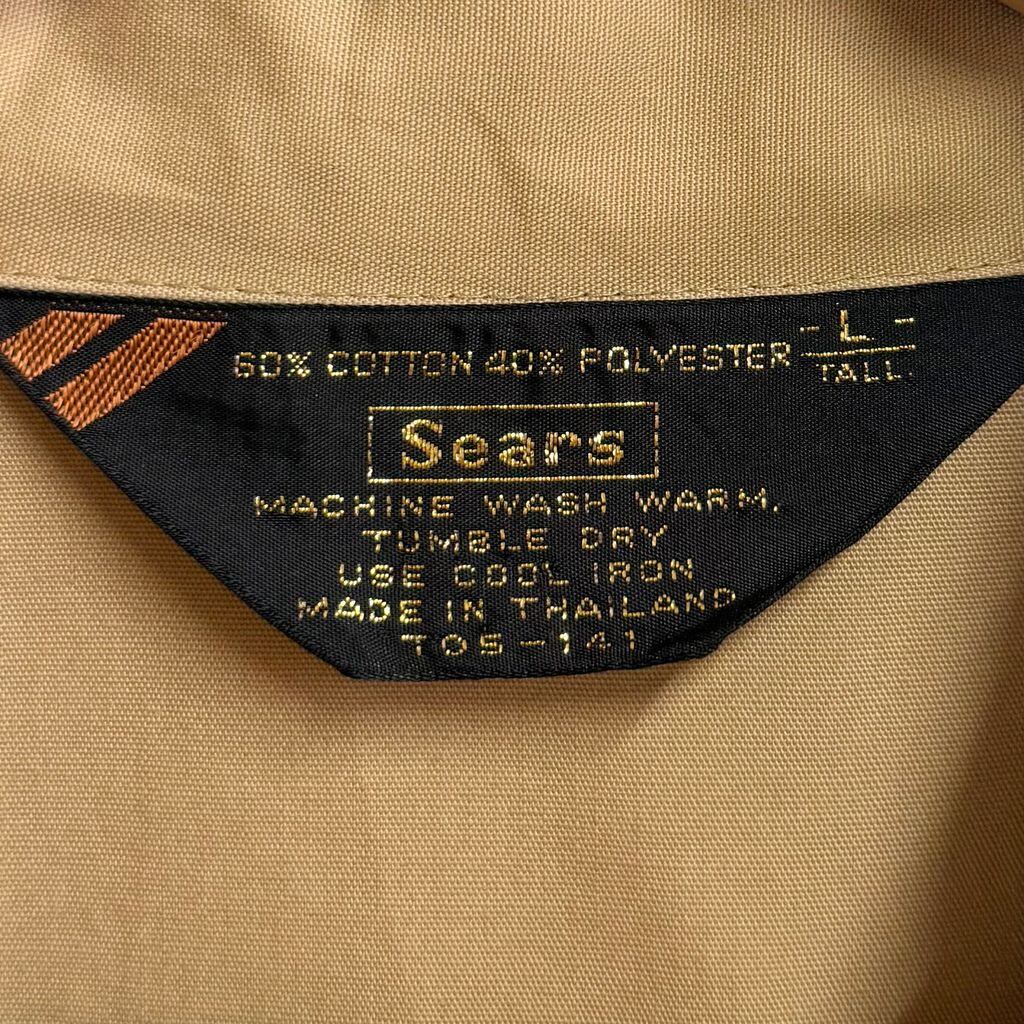 60% COTTON 40% POLYESTER - L -
TALL
Sears
MACHINE WASH WARM.
TUMBLE DRY
USE COOL IRON
MADE IN THAILAND
TOS-141